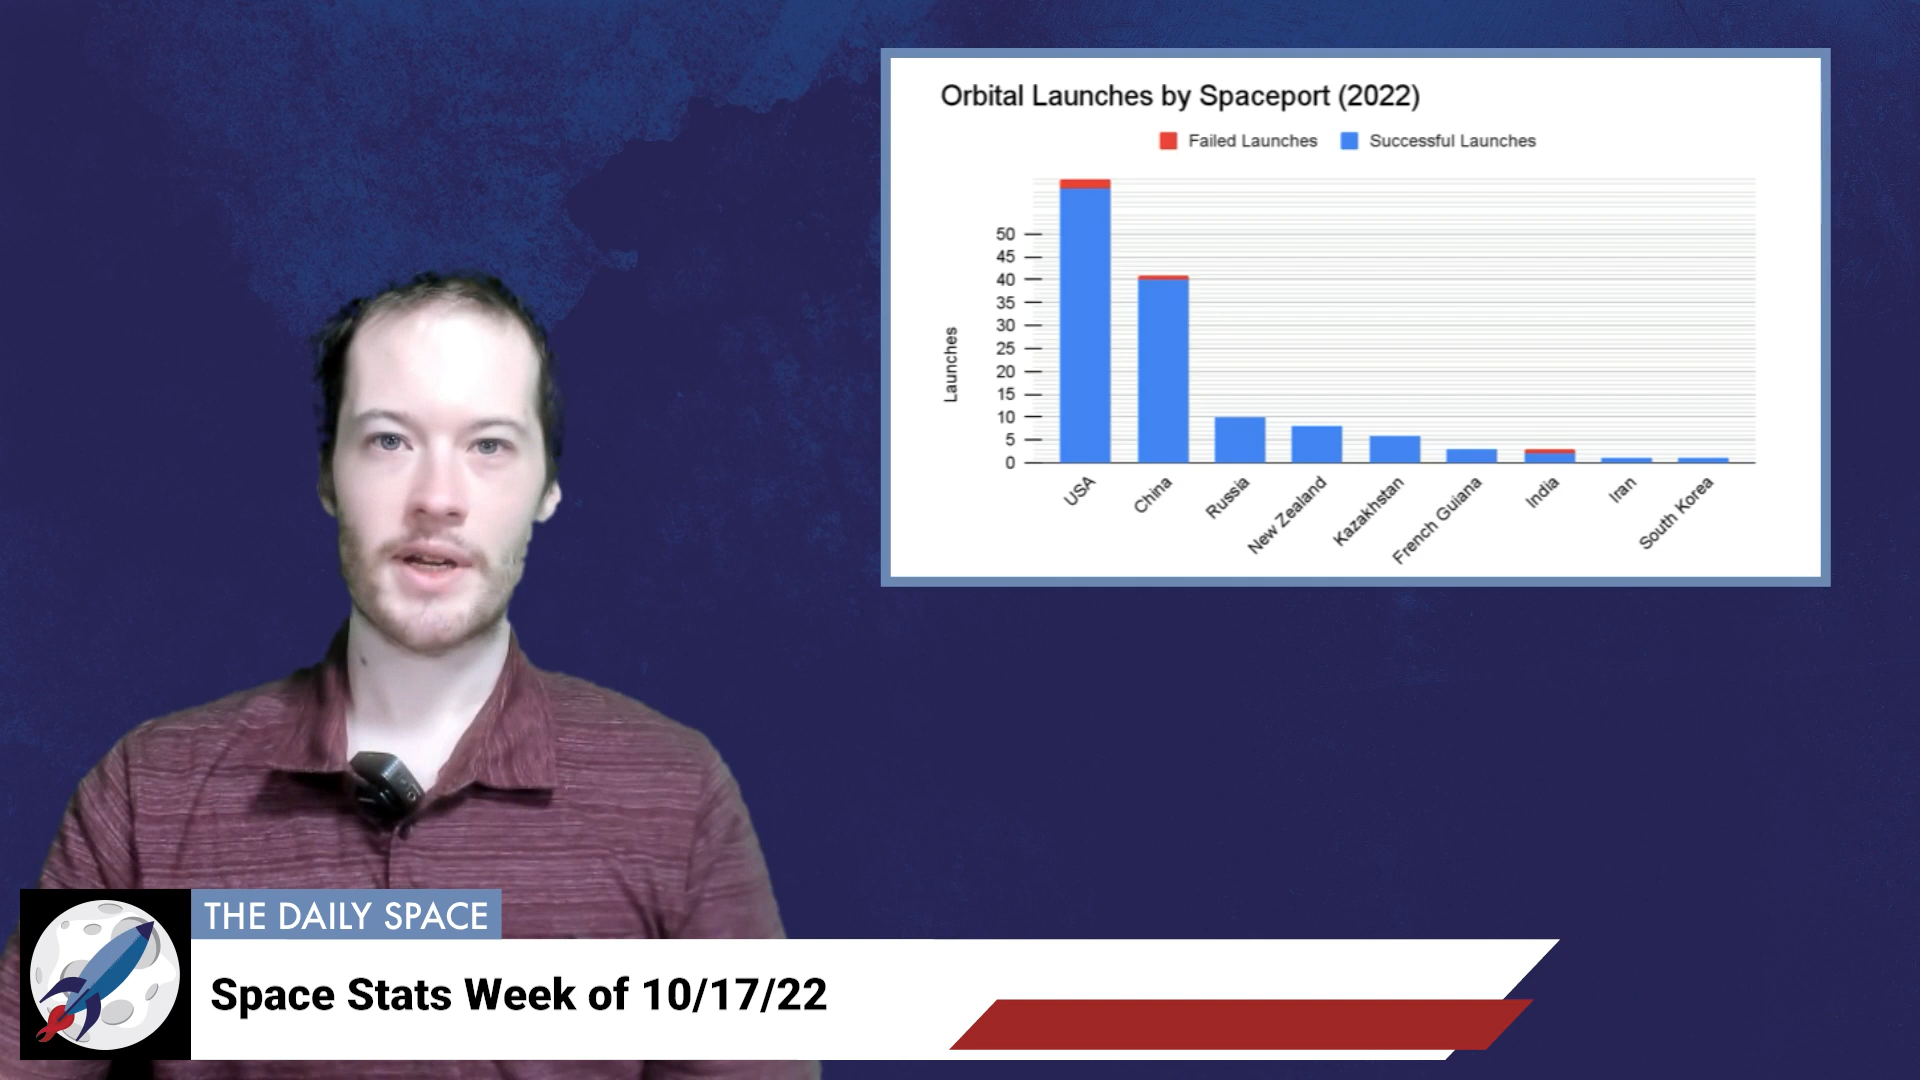 Orbital Launches by Spaceport (2022)
Failed Launches
Successful Launches
Launches
50
45
40
35
30
25
20
15
10
5
0
USA
China
Russia
New Zealand
Kazakhstan
French Guiana
India
Iran
South Korea
THE DAILY SPACE
Space Stats Week of 10/17/22